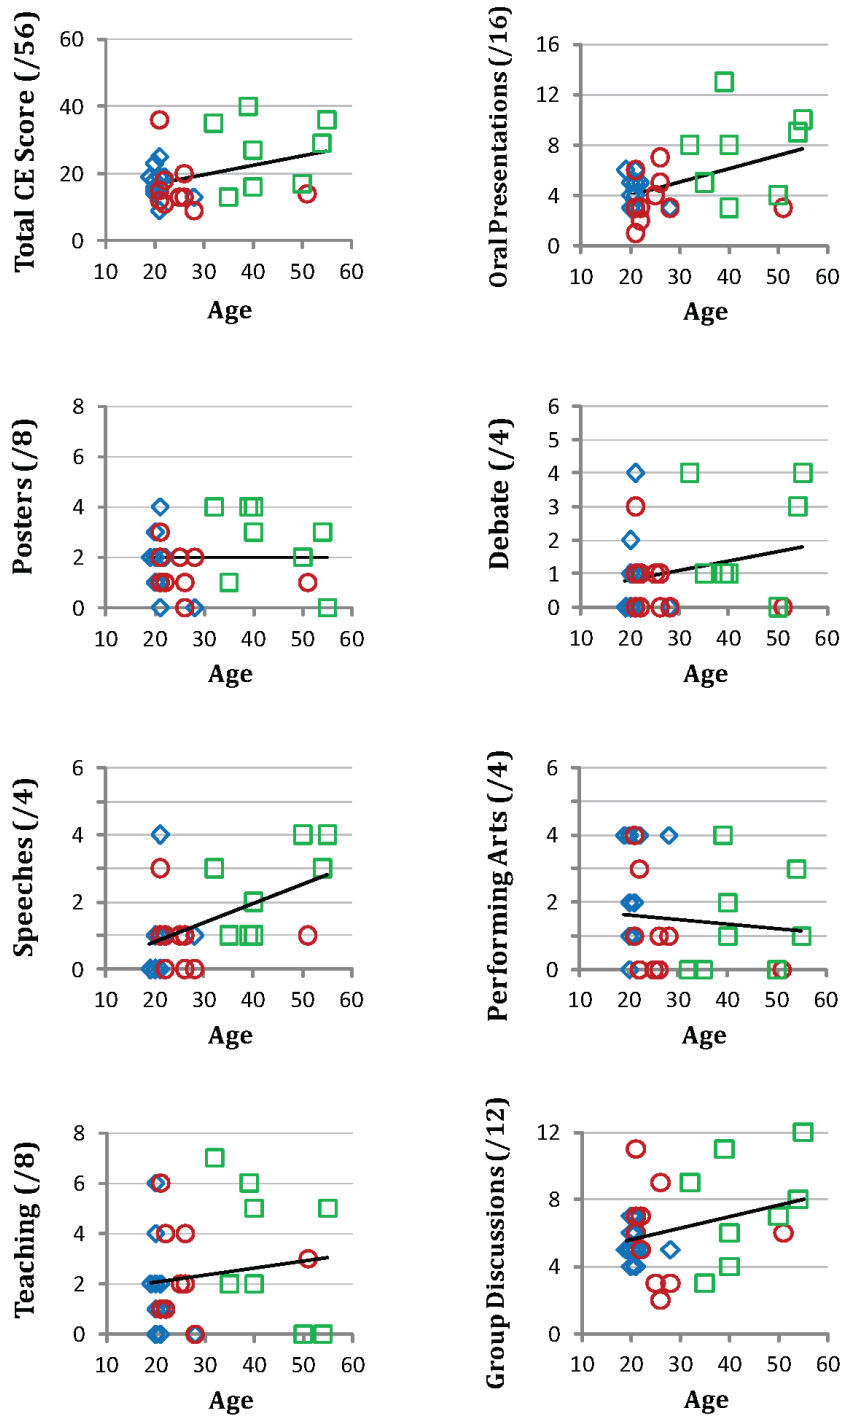 Total CE Score (/56)
60
40
20
0
10 20 30 40 50 60
Age
Oral Presentations (/16)
16
12
8
4
0
10 20 30 40 50 60
Age
Posters (/8)
8
6
4
2
0
10 20 30 40 50 60
Age
Debate (/4)
6
5
4
3
2
1
0
10 20 30 40 50 60
Age
Speeches (/4)
6
4
2
0
10 20 30 40 50 60
Age
Performing Arts (/4)
6
4
2
0
10 20 30 40 50 60
Age
Teaching (/8)
8
6
4
2
0
10 20 30 40 50 60
Age
Group Discussions (/12)
12
8
4
0
10 20 30 40 50 60
Age